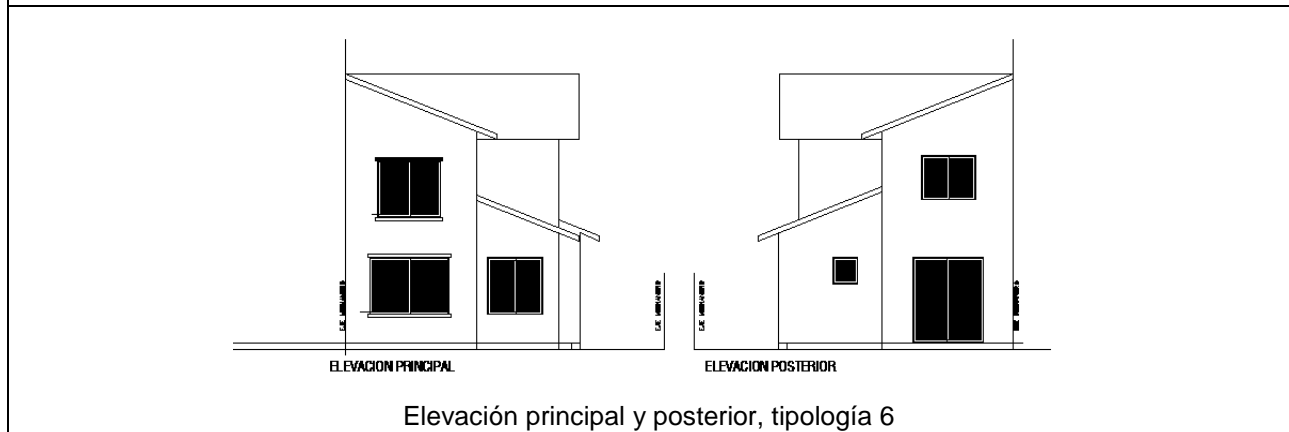 ELEVACION PRINCIPAL
ELEVACION POSTERIOR
Elevación principal y posterior, tipología 6